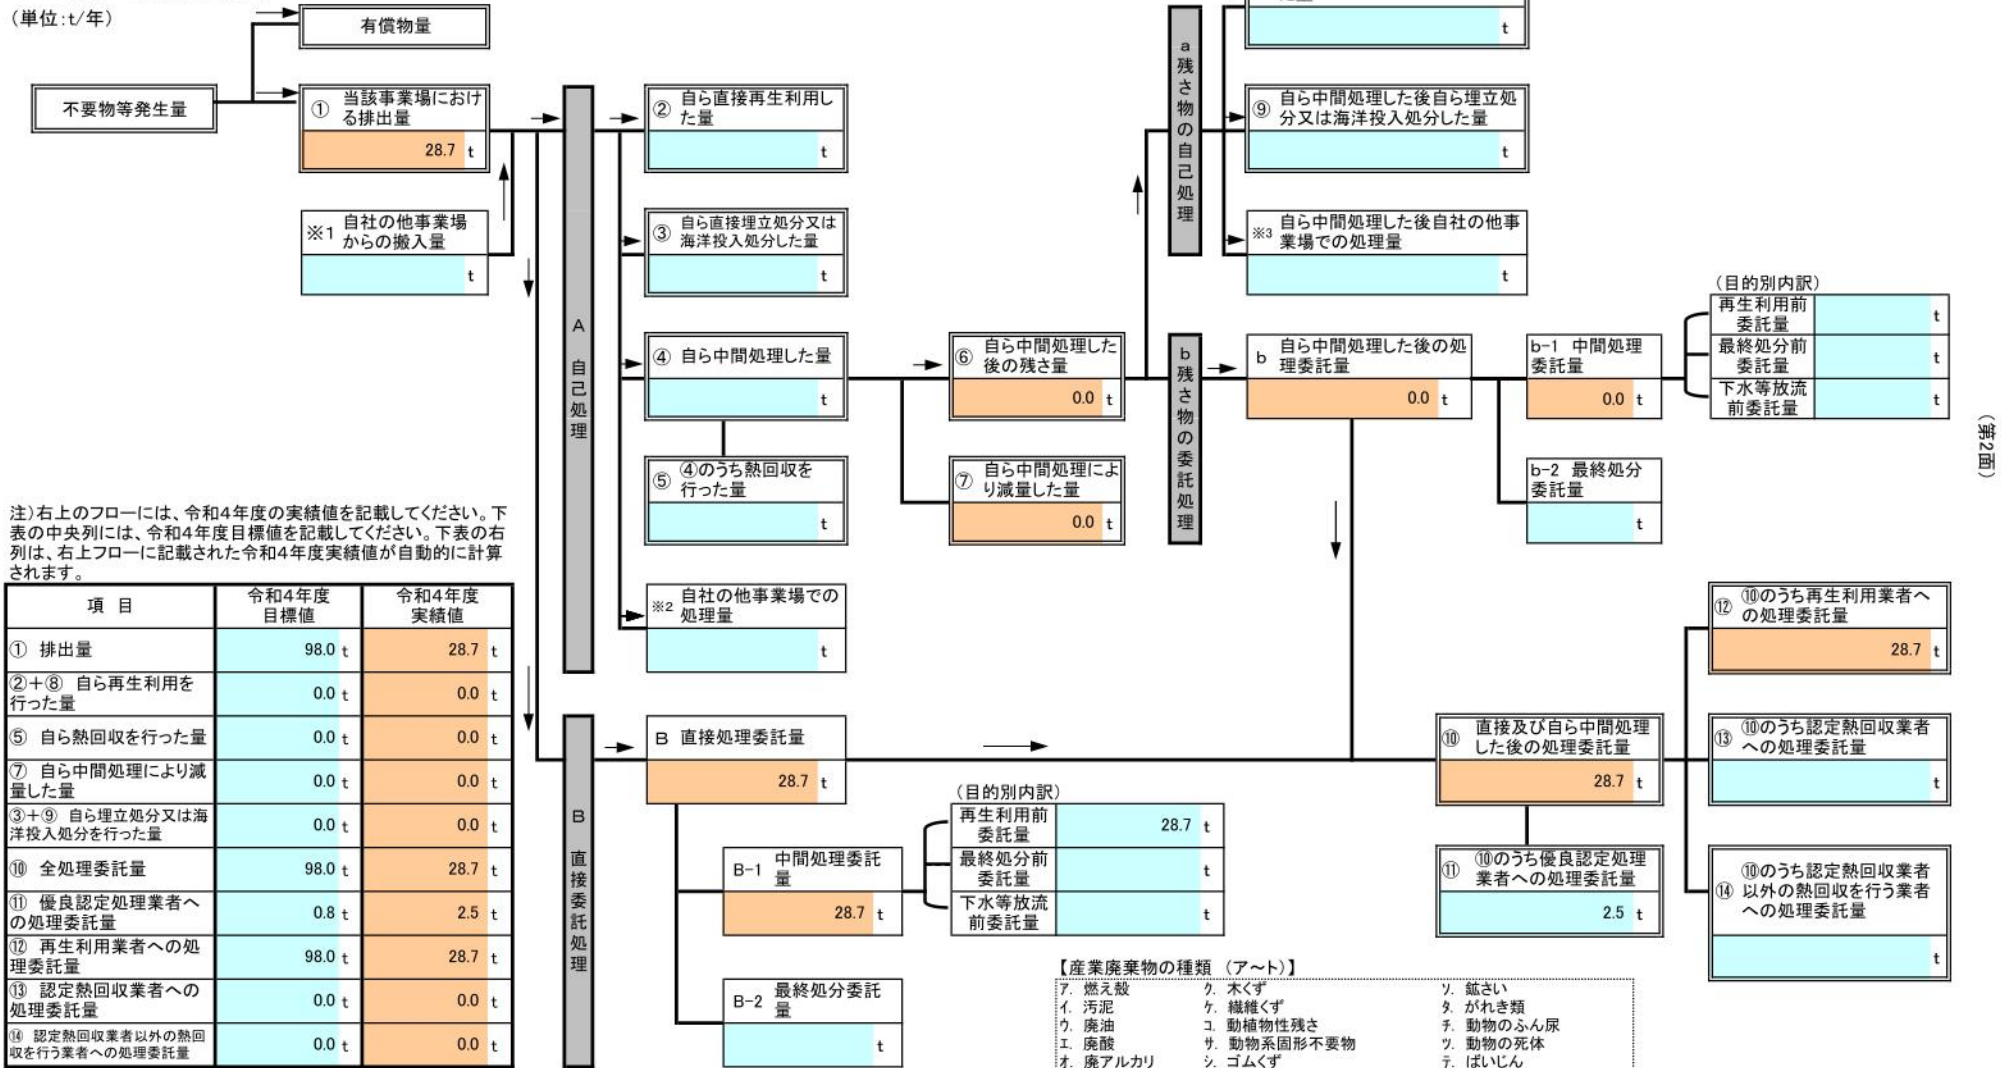 (単位:t/年)
有償物量
不要物等発生量
① 当該事業場におけ
る排出量
28.7 t
※1 自社の他事業場
からの搬入量
t
A 自己処理
② 自ら直接再生利用し
た量
t
③ 自ら直接埋立処分又は
海洋投入処分した量
t
④ 自ら中間処理した量
t
⑤ ④のうち熱回収を
行った量
t
※2 自社の他事業場での
処理量
t
⑥ 自ら中間処理した
後の残さ量
0.0 t
⑦ 自ら中間処理によ
り減量した量
0.0 t
a 残さ物の自己処理
t
⑨ 自ら中間処理した後自ら埋立処
分又は海洋投入処分した量
t
※3 自ら中間処理した後自社の他事
業場での処理量
t
b 残さ物の委託処理
b 自ら中間処理した後の処
理委託量
0.0 t
b-1 中間処理
委託量
0.0 t
(目的別内訳)
再生利用前
委託量
t
最終処分前
委託量
t
下水等放流
前委託量
t
b-2 最終処分
委託量
t
(第2面)
注)右上のフローには、令和4年度の実績値を記載してください。下
表の中央列には、令和4年度目標値を記載してください。下表の右
列は、右上フローに記載された令和4年度実績値が自動的に計算
されます。
項 目 令和4年度 目標値 令和4年度 実績値
① 排出量 98.0 t 28.7 t
②+⑧ 自ら再生利用を
行った量 0.0 t 0.0 t
⑤ 自ら熱回収を行った量 0.0 t 0.0 t
⑦ 自ら中間処理により減
量した量 0.0 t 0.0 t
③+⑨ 自ら埋立処分又は海
洋投入処分を行った量 0.0 t 0.0 t
⑩ 全処理委託量 98.0 t 28.7 t
⑪ 優良認定処理業者へ
の処理委託量 0.8 t 2.5 t
⑫ 再生利用業者への処
理委託量 98.0 t 28.7 t
⑬ 認定熱回収業者への
処理委託量 0.0 t 0.0 t
⑭ 認定熱回収業者以外の熱回
収を行う業者への処理委託量 0.0 t 0.0 t
B 直接委託処理
B 直接処理委託量
28.7 t
B-1 中間処理委託
量
28.7 t
(目的別内訳)
再生利用前
委託量
28.7 t
最終処分前
委託量
t
下水等放流
前委託量
t
B-2 最終処分委託
量
t
⑩ 直接及び自ら中間処理
した後の処理委託量
28.7 t
⑪ ⑩のうち優良認定処理
業者への処理委託量
2.5 t
⑫ ⑩のうち再生利用業者へ
の処理委託量
28.7 t
⑬ ⑩のうち認定熱回収業者
への処理委託量
t
⑭ ⑩のうち認定熱回収業者
以外の熱回収を行う業者
への処理委託量
t
【産業廃棄物の種類 (ア~ト)】
ア. 燃え殻 ク. 木くず ソ. 鉱さい
イ. 汚泥 ケ. 繊維くず タ. がれき類
ウ. 廃油 コ. 動植物性残さ チ. 動物のふん尿
エ. 廃酸 サ. 動物系固形不要物 ツ. 動物の死体
オ. 廃アルカリ シ. ゴムくず テ. ばいじん